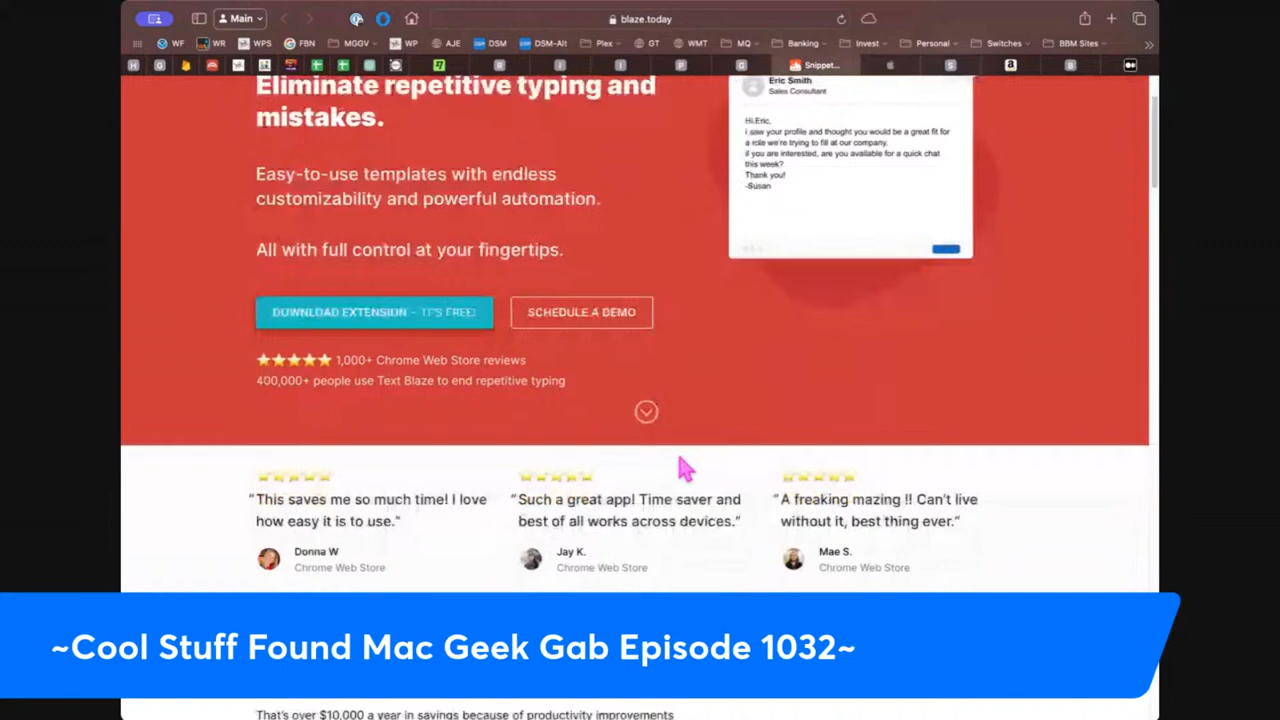 Main
blaze.today
WF
WR
WPS
FBN
MGGV
WP
AJE
DSM
DSM-Alt
Plex
GT
WMT
MQ
Banking
Invest
Personal
Switches
BBM Sites
Snippet...
Eliminate repetitive typing and
mistakes.
Easy-to-use templates with endless
customizability and powerful automation.
All with full control at your fingertips.
DOWNLOAD EXTENSION – IT'S FREE!
SCHEDULE A DEMO
1,000+ Chrome Web Store reviews
400,000+ people use Text Blaze to end repetitive typing
Eric Smith
Sales Consultant
Hi Eric,
i saw your profile and thought you would be a great fit for
a role we're trying to fill at our company.
if you are interested, are you available for a quick chat
this week?
Thank you!
-Susan
"This saves me so much time! I love
how easy it is to use."
Donna W
Chrome Web Store
"Such a great app! Time saver and
best of all works across devices."
Jay K.
Chrome Web Store
"A freaking mazing !! Can't live
without it, best thing ever."
Mae S.
Chrome Web Store
~Cool Stuff Found Mac Geek Gab Episode 1032~
That's over $10,000 a year in savings because of productivity improvements